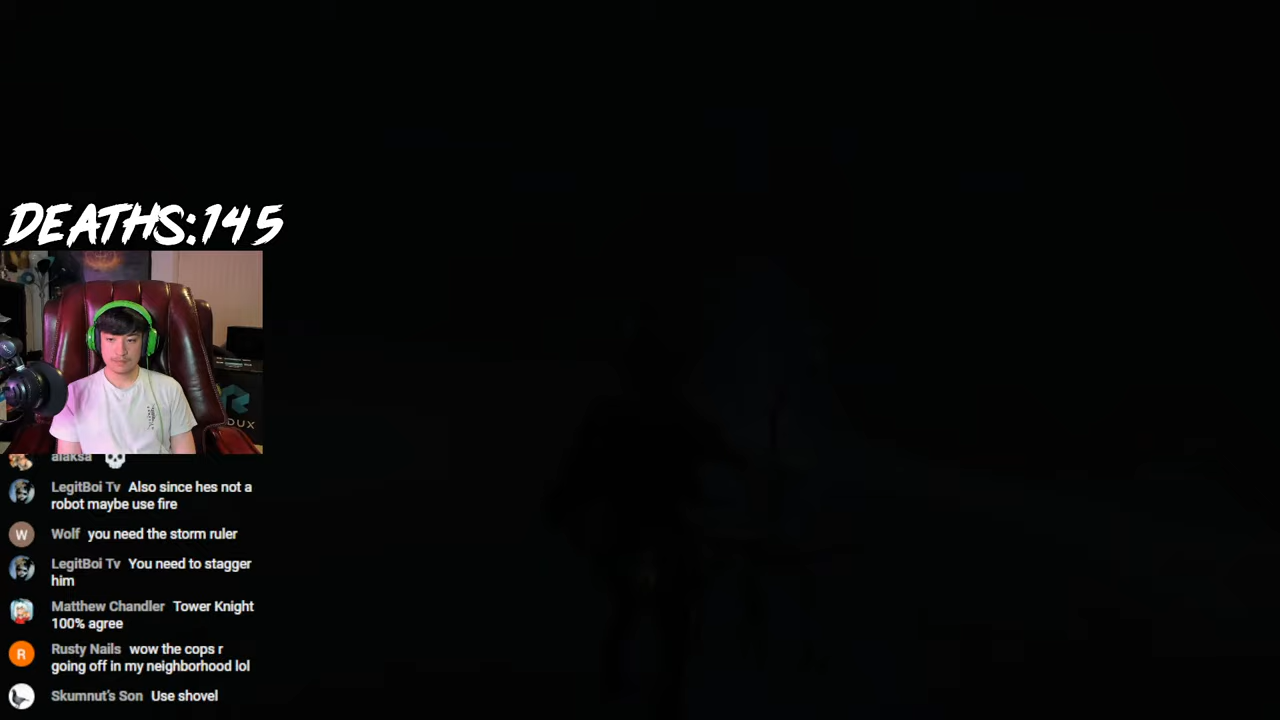 DEATHS:145
DUX
alaksa
LegitBoi Tv Also since hes not a
robot maybe use fire
W
Wolf you need the storm ruler
LegitBoi Tv You need to stagger
him
Matthew Chandler Tower Knight
100% agree
R
Rusty Nails wow the cops r
going off in my neighborhood lol
Skumnut's Son Use shovel